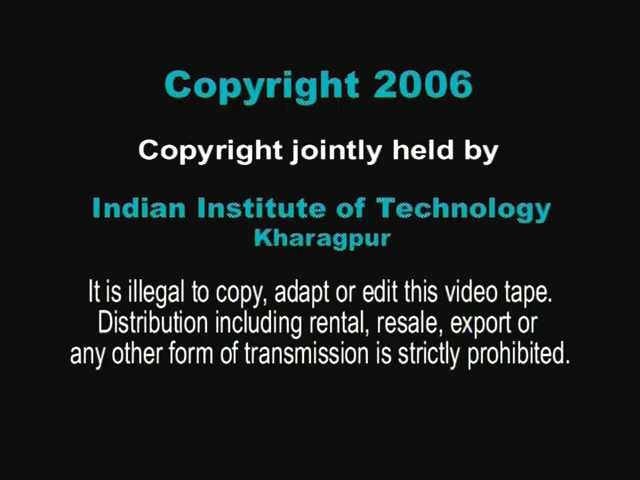 Copyright 2006
Copyright jointly held by
Indian Institute of Technology
Kharagpur
It is illegal to copy, adapt or edit this video tape.
Distribution including rental, resale, export or
any other form of transmission is strictly prohibited.